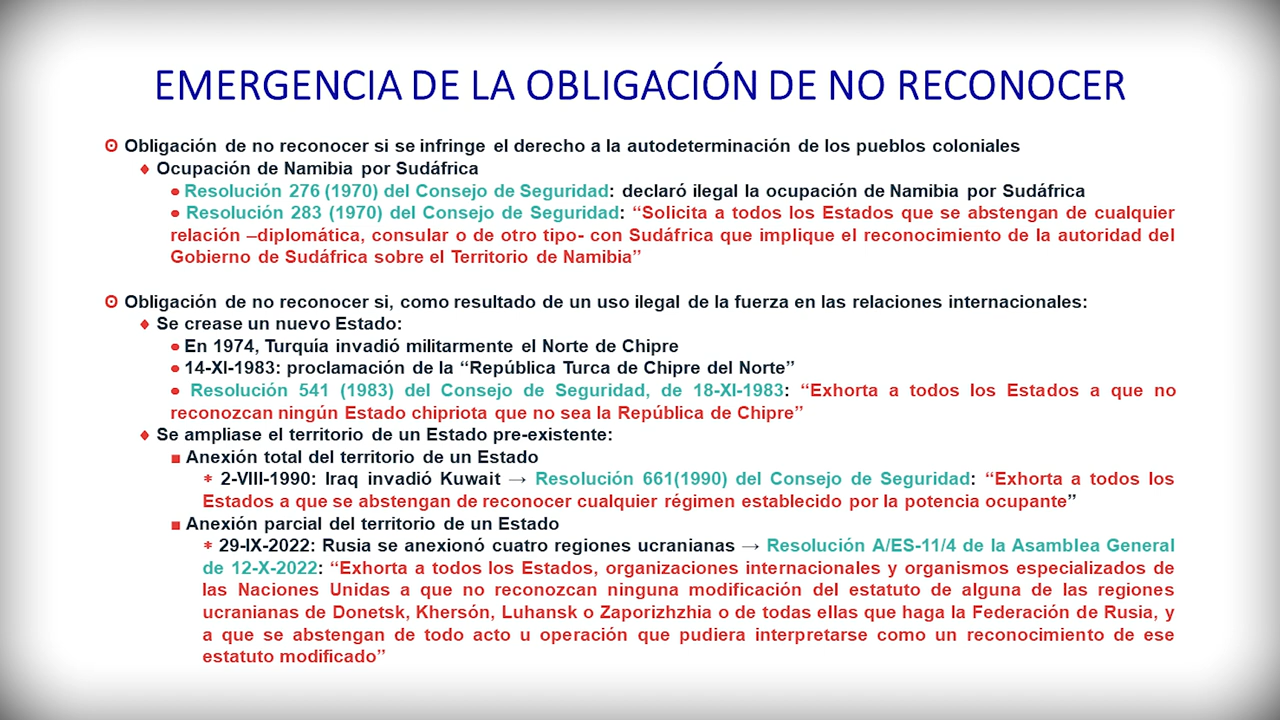 EMERGENCIA DE LA OBLIGACIÓN DE NO RECONOCER
Obligación de no reconocer si se infringe el derecho a la autodeterminación de los pueblos coloniales
Ocupación de Namibia por Sudáfrica
Resolución 276 (1970) del Consejo de Seguridad: declaró ilegal la ocupación de Namibia por Sudáfrica
Resolución 283 (1970) del Consejo de Seguridad: “Solicita a todos los Estados que se abstengan de cualquier
relación –diplomática, consular o de otro tipo- con Sudáfrica que implique el reconocimiento de la autoridad del
Gobierno de Sudáfrica sobre el Territorio de Namibia”
Obligación de no reconocer si, como resultado de un uso ilegal de la fuerza en las relaciones internacionales:
Se crease un nuevo Estado:
En 1974, Turquía invadió militarmente el Norte de Chipre
14-XI-1983: proclamación de la “República Turca de Chipre del Norte”
Resolución 541 (1983) del Consejo de Seguridad, de 18-XI-1983: “Exhorta a todos los Estados a que no
reconozcan ningún Estado chipriota que no sea la República de Chipre”
Se ampliase el territorio de un Estado pre-existente:
Anexión total del territorio de un Estado
2-VIII-1990: Iraq invadió Kuwait → Resolución 661(1990) del Consejo de Seguridad: “Exhorta a todos los
Estados a que se abstengan de reconocer cualquier régimen establecido por la potencia ocupante”
Anexión parcial del territorio de un Estado
29-IX-2022: Rusia se anexionó cuatro regiones ucranianas → Resolución A/ES-11/4 de la Asamblea General
de 12-X-2022: “Exhorta a todos los Estados, organizaciones internacionales y organismos especializados de
las Naciones Unidas a que no reconozcan ninguna modificación del estatuto de alguna de las regiones
ucranianas de Donetsk, Khersón, Luhansk o Zaporizhzhia o de todas ellas que haga la Federación de Rusia, y
a que se abstengan de todo acto u operación que pudiera interpretarse como un reconocimiento de ese
estatuto modificado”